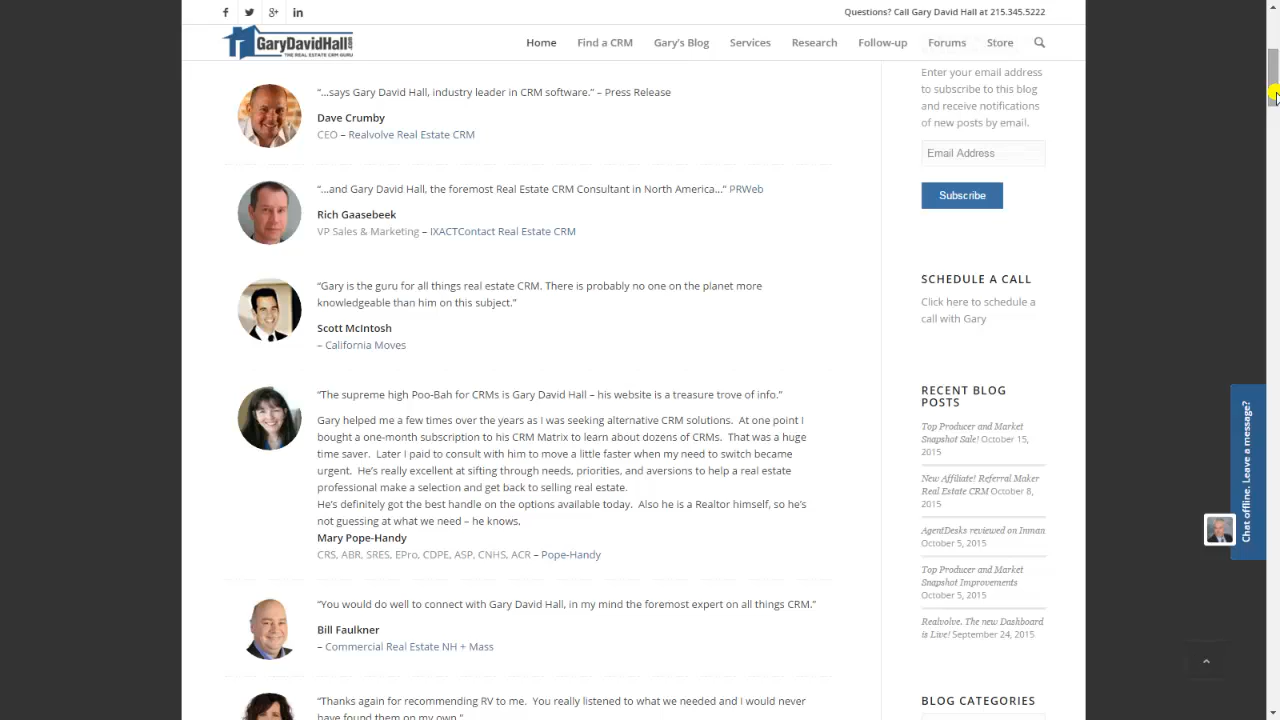 Questions? Call Gary David Hall at 215.345.5222
GaryDavidHall.com
THE REAL ESTATE CRM GURU
Home
Find a CRM
Gary's Blog
Services
Research
Follow-up
Forums
Store
“...says Gary David Hall, industry leader in CRM software.” – Press Release
Dave Crumby
CEO – Realvolve Real Estate CRM
“...and Gary David Hall, the foremost Real Estate CRM Consultant in North America...” PRWeb
Rich Gaasebeek
VP Sales & Marketing – IXACTContact Real Estate CRM
“Gary is the guru for all things real estate CRM. There is probably no one on the planet more
knowledgeable than him on this subject.”
Scott McIntosh
– California Moves
“The supreme high Poo-Bah for CRMs is Gary David Hall – his website is a treasure trove of info.”
Gary helped me a few times over the years as I was seeking alternative CRM solutions.  At one point I
bought a one-month subscription to his CRM Matrix to learn about dozens of CRMs.  That was a huge
time saver.  Later I paid to consult with him to move a little faster when my need to switch became
urgent.  He's really excellent at sifting through needs, priorities, and aversions to help a real estate
professional make a selection and get back to selling real estate.
He's definitely got the best handle on the options available today.  Also he is a Realtor himself, so he's
not guessing at what we need – he knows.
Mary Pope-Handy
CRS, ABR, SRES, EPro, CDPE, ASP, CNHS, ACR – Pope-Handy
“You would do well to connect with Gary David Hall, in my mind the foremost expert on all things CRM.”
Bill Faulkner
– Commercial Real Estate NH + Mass
“Thanks again for recommending RV to me.  You really listened to what we needed and I would never
have found them on my own.”
Enter your email address
to subscribe to this blog
and receive notifications
of new posts by email.
Email Address
Subscribe
SCHEDULE A CALL
Click here to schedule a
call with Gary
RECENT BLOG
POSTS
Top Producer and Market
Snapshot Sale! October 15,
2015
New Affiliate! Referral Maker
Real Estate CRM October 8,
2015
AgentDesks reviewed on Inman
October 5, 2015
Top Producer and Market
Snapshot Improvements
October 5, 2015
Realvolve. The new Dashboard
is Live! September 24, 2015
BLOG CATEGORIES
Chat offline. Leave a message?